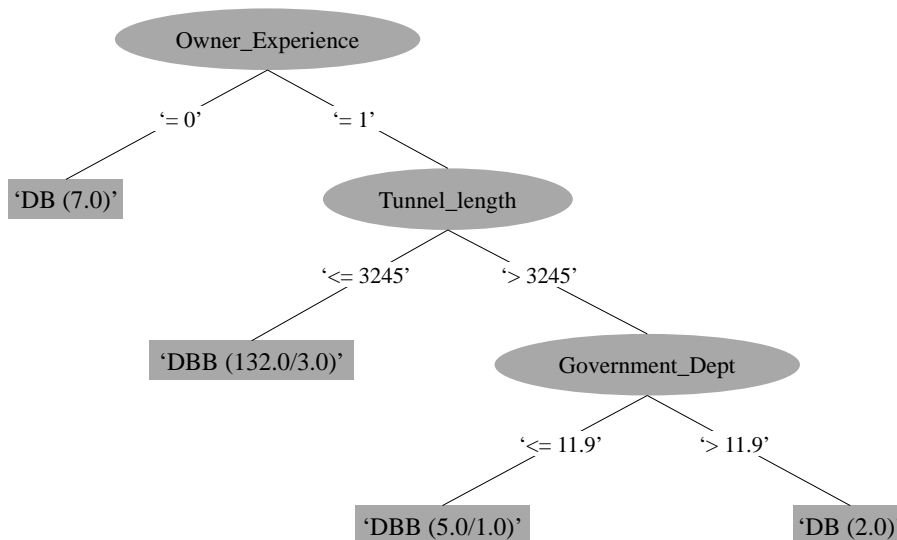 Owner_Experience
‘= 0’
‘= 1’
‘DB (7.0)’
Tunnel_length
‘<= 3245’
‘> 3245’
‘DBB (132.0/3.0)’
Government_Dept
‘<= 11.9’
‘> 11.9’
‘DBB (5.0/1.0)’
‘DB (2.0)